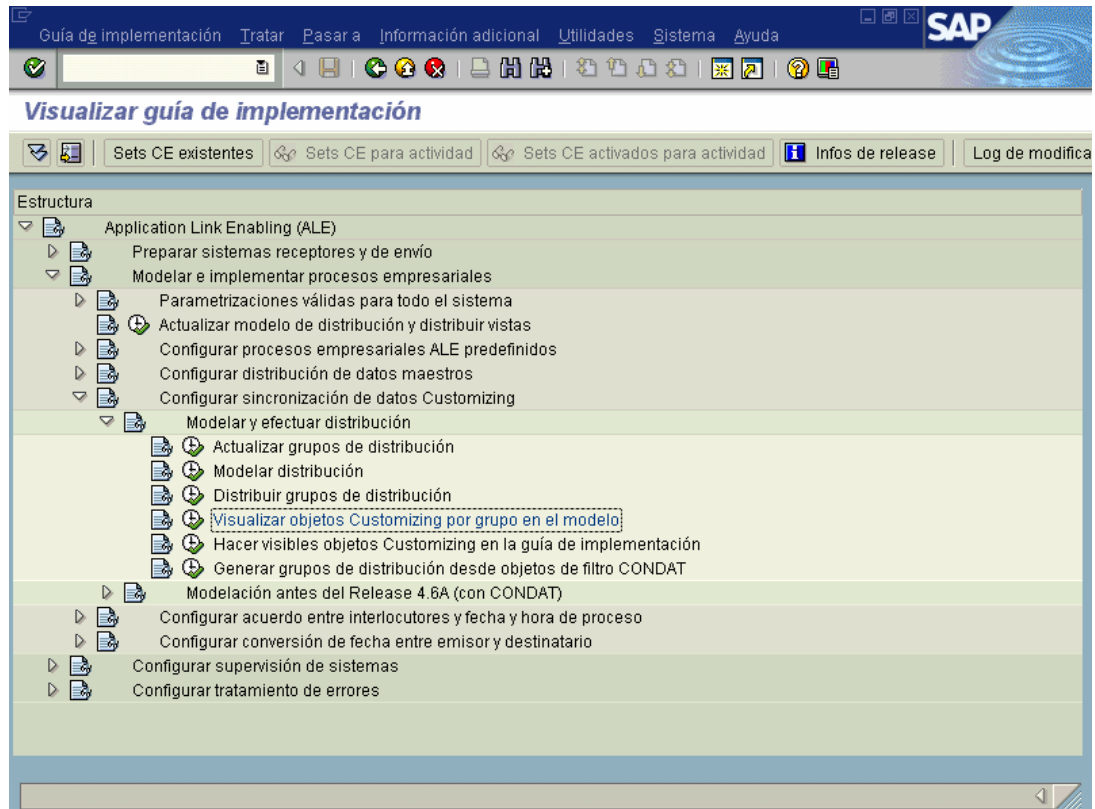 Guía de implementación Tratar Pasar a Información adicional Utilidades Sistema Ayuda
SAP
Visualizar guía de implementación
Sets CE existentes Sets CE para actividad Sets CE activados para actividad Infos de release Log de modifica
Estructura
Application Link Enabling (ALE)
Preparar sistemas receptores y de envío
Modelar e implementar procesos empresariales
Parametrizaciones válidas para todo el sistema
Actualizar modelo de distribución y distribuir vistas
Configurar procesos empresariales ALE predefinidos
Configurar distribución de datos maestros
Configurar sincronización de datos Customizing
Modelar y efectuar distribución
Actualizar grupos de distribución
Modelar distribución
Distribuir grupos de distribución
Visualizar objetos Customizing por grupo en el modelo
Hacer visibles objetos Customizing en la guía de implementación
Generar grupos de distribución desde objetos de filtro CONDAT
Modelación antes del Release 4.6A (con CONDAT)
Configurar acuerdo entre interlocutores y fecha y hora de proceso
Configurar conversión de fecha entre emisor y destinatario
Configurar supervisión de sistemas
Configurar tratamiento de errores